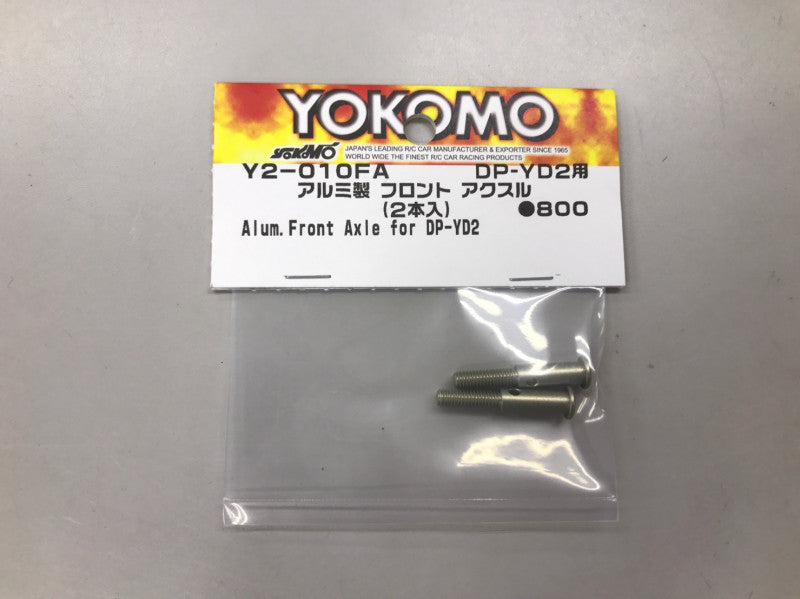 YOKOMO
YOKOMO JAPAN'S LEADING R/C CAR MANUFACTURER & EXPORTER SINCE 1965
WORLD WIDE THE FINEST R/C CAR RACING PRODUCTS
Y2-010FA DP-YD2用
アルミ製 フロント アクスル
(2本入) ●800
Alum.Front Axle for DP-YD2